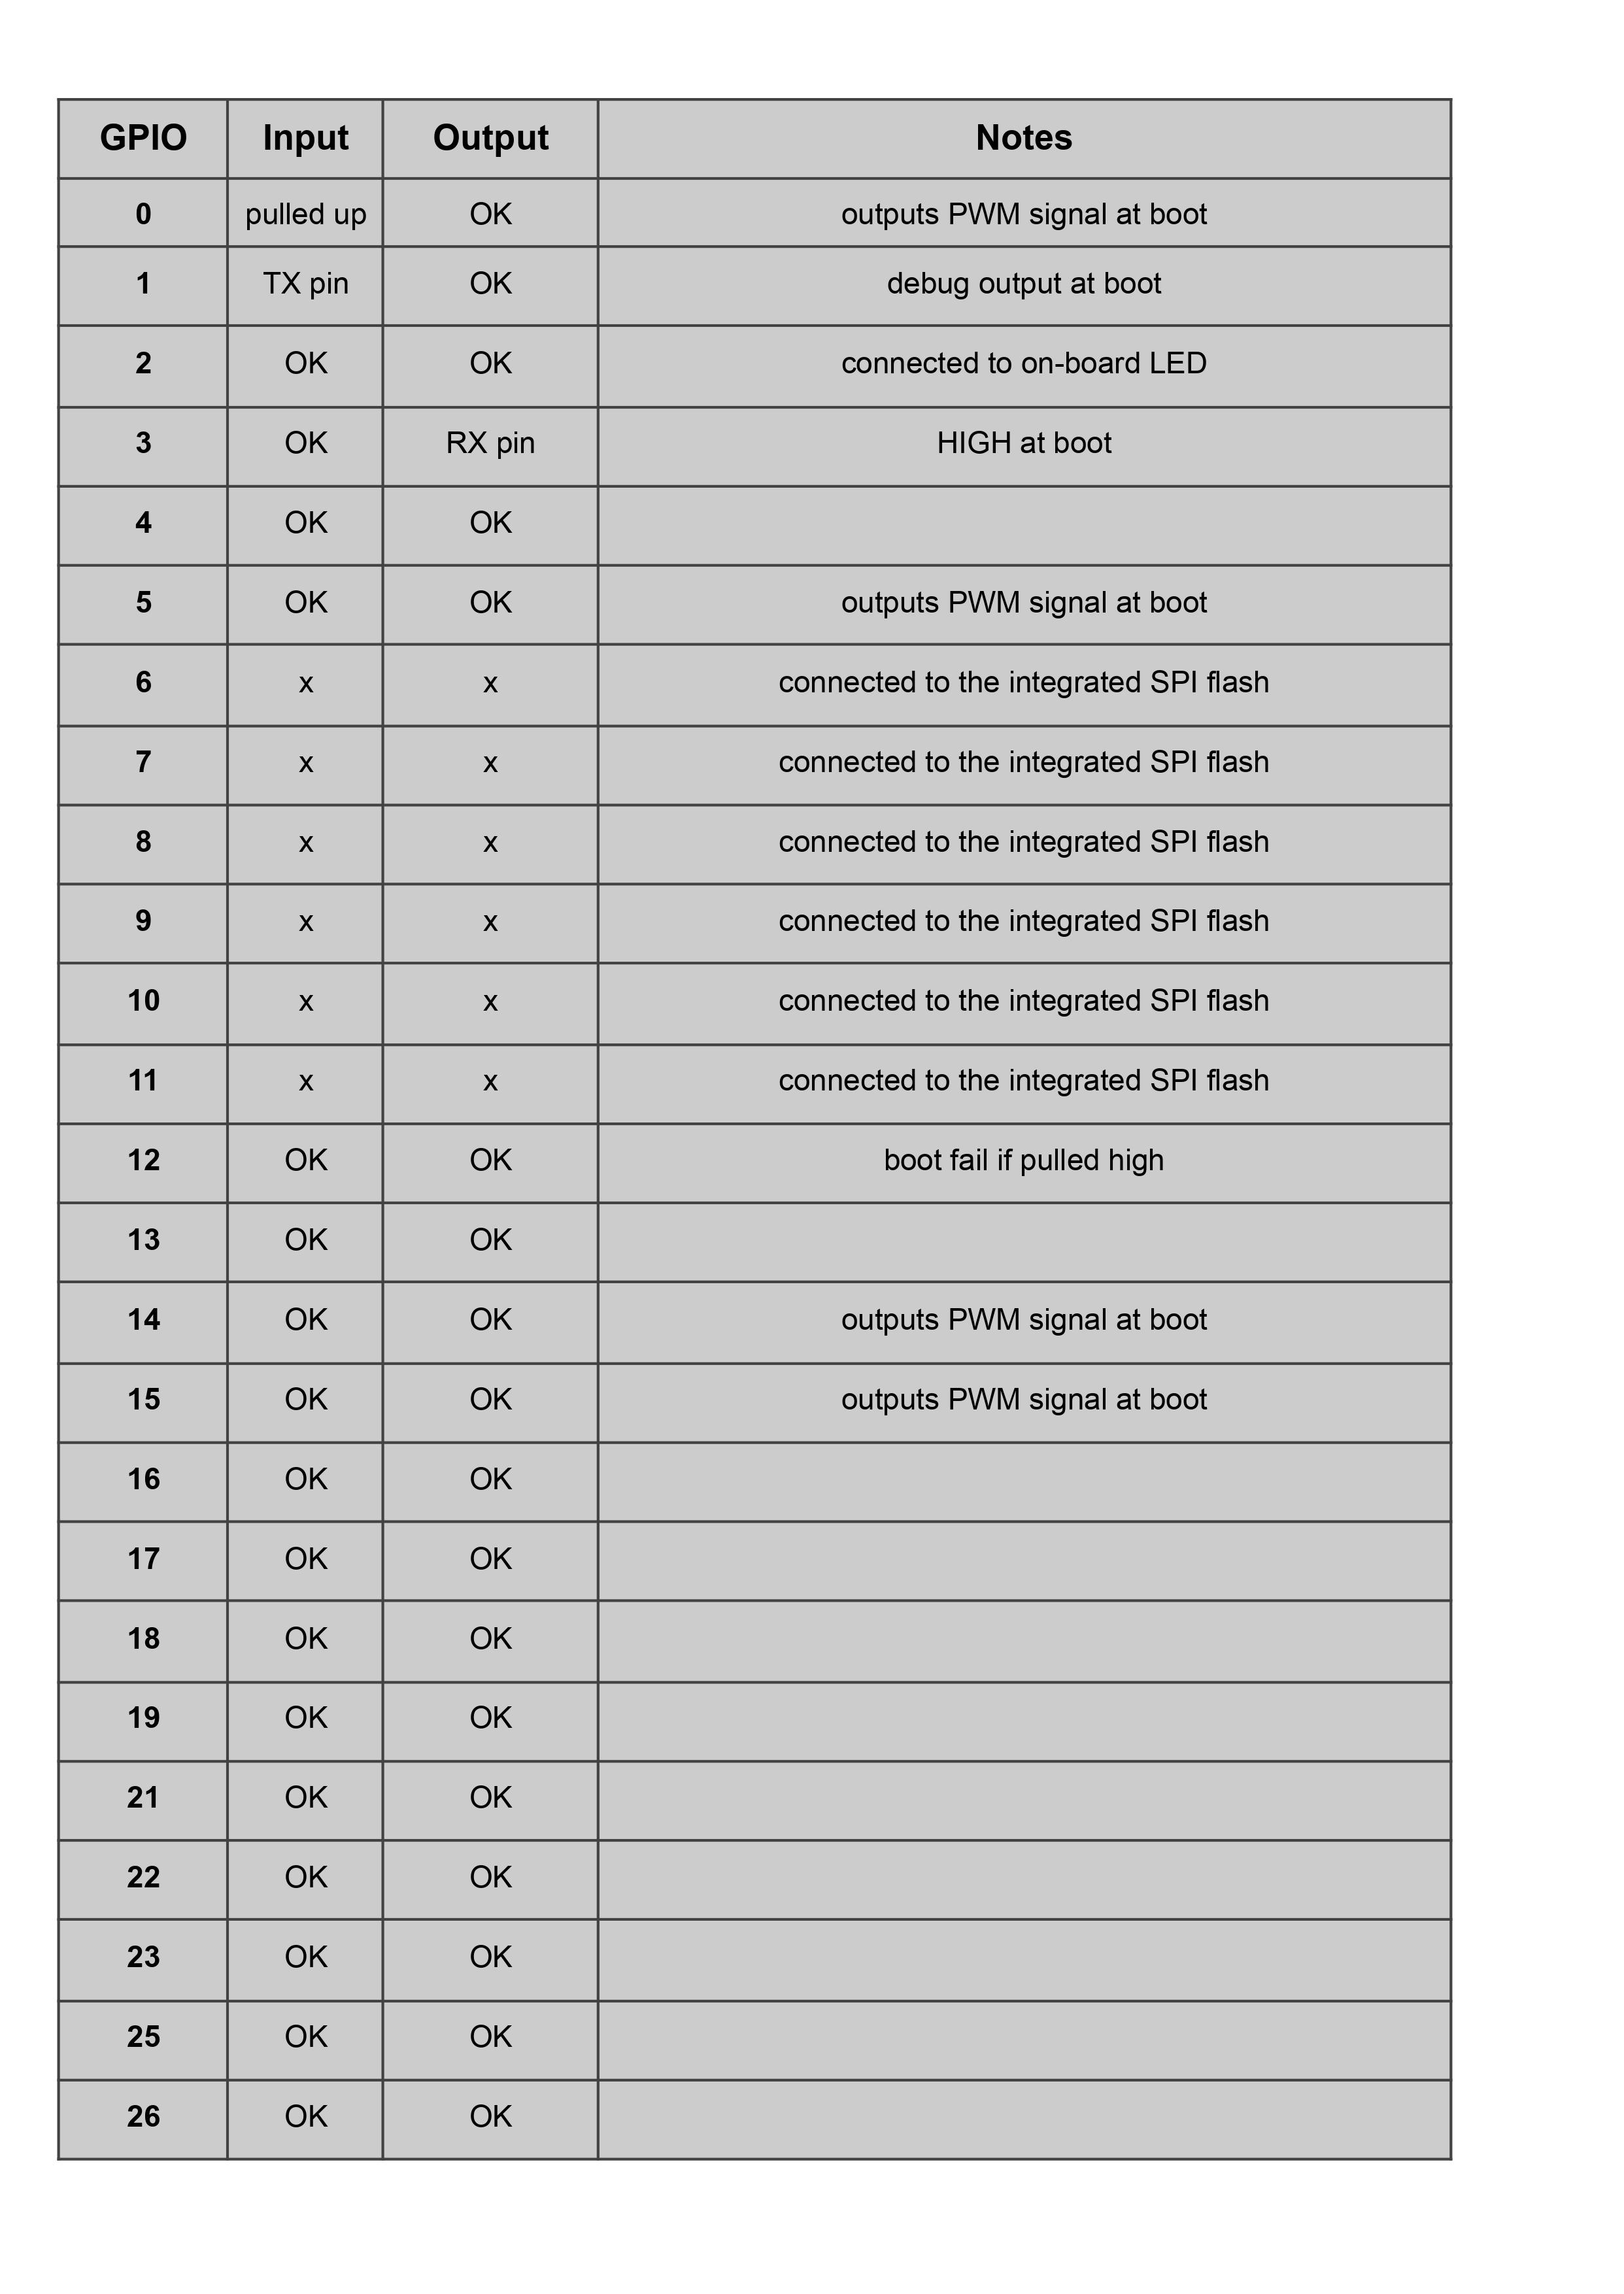 GPIO Input Output Notes
0 pulled up OK outputs PWM signal at boot
1 TX pin OK debug output at boot
2 OK OK connected to on-board LED
3 OK RX pin HIGH at boot
4 OK OK
5 OK OK outputs PWM signal at boot
6 x x connected to the integrated SPI flash
7 x x connected to the integrated SPI flash
8 x x connected to the integrated SPI flash
9 x x connected to the integrated SPI flash
10 x x connected to the integrated SPI flash
11 x x connected to the integrated SPI flash
12 OK OK boot fail if pulled high
13 OK OK
14 OK OK outputs PWM signal at boot
15 OK OK outputs PWM signal at boot
16 OK OK
17 OK OK
18 OK OK
19 OK OK
21 OK OK
22 OK OK
23 OK OK
25 OK OK
26 OK OK